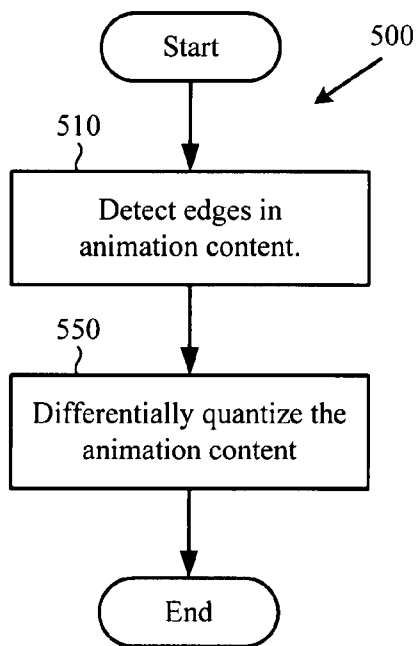 Start
500
510
Detect edges in
animation content.
550
Differentially quantize the
animation content
End